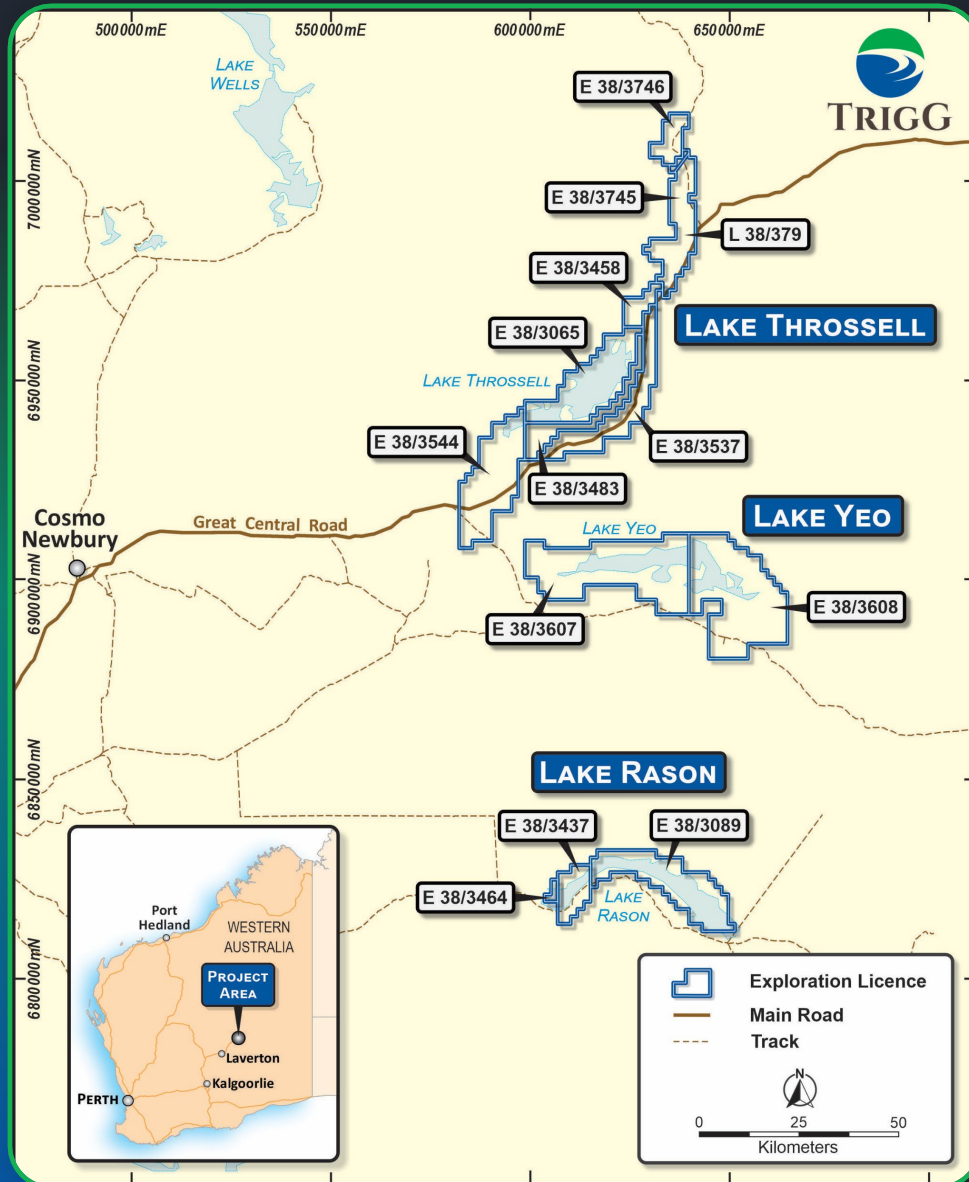 500000mE
550000mE
600000mE
650000mE
TRIGG
LAKE
WELLS
E 38/3746
7000000mN
E 38/3745
L 38/379
E 38/3458
LAKE THROSSELL
E 38/3065
6950000mN
LAKE THROSSELL
E 38/3544
E 38/3537
E 38/3483
Cosmo
Newbury
Great Central Road
LAKE YEO
LAKE YEO
6900000mN
E 38/3608
E 38/3607
LAKE RASON
6850000mN
E 38/3437
E 38/3089
E 38/3464
LAKE
RASON
6800000mN
Port
Hedland
WESTERN
AUSTRALIA
PROJECT
AREA
Laverton
Kalgoorlie
PERTH
Exploration Licence
Main Road
Track
N
0 25 50
Kilometers